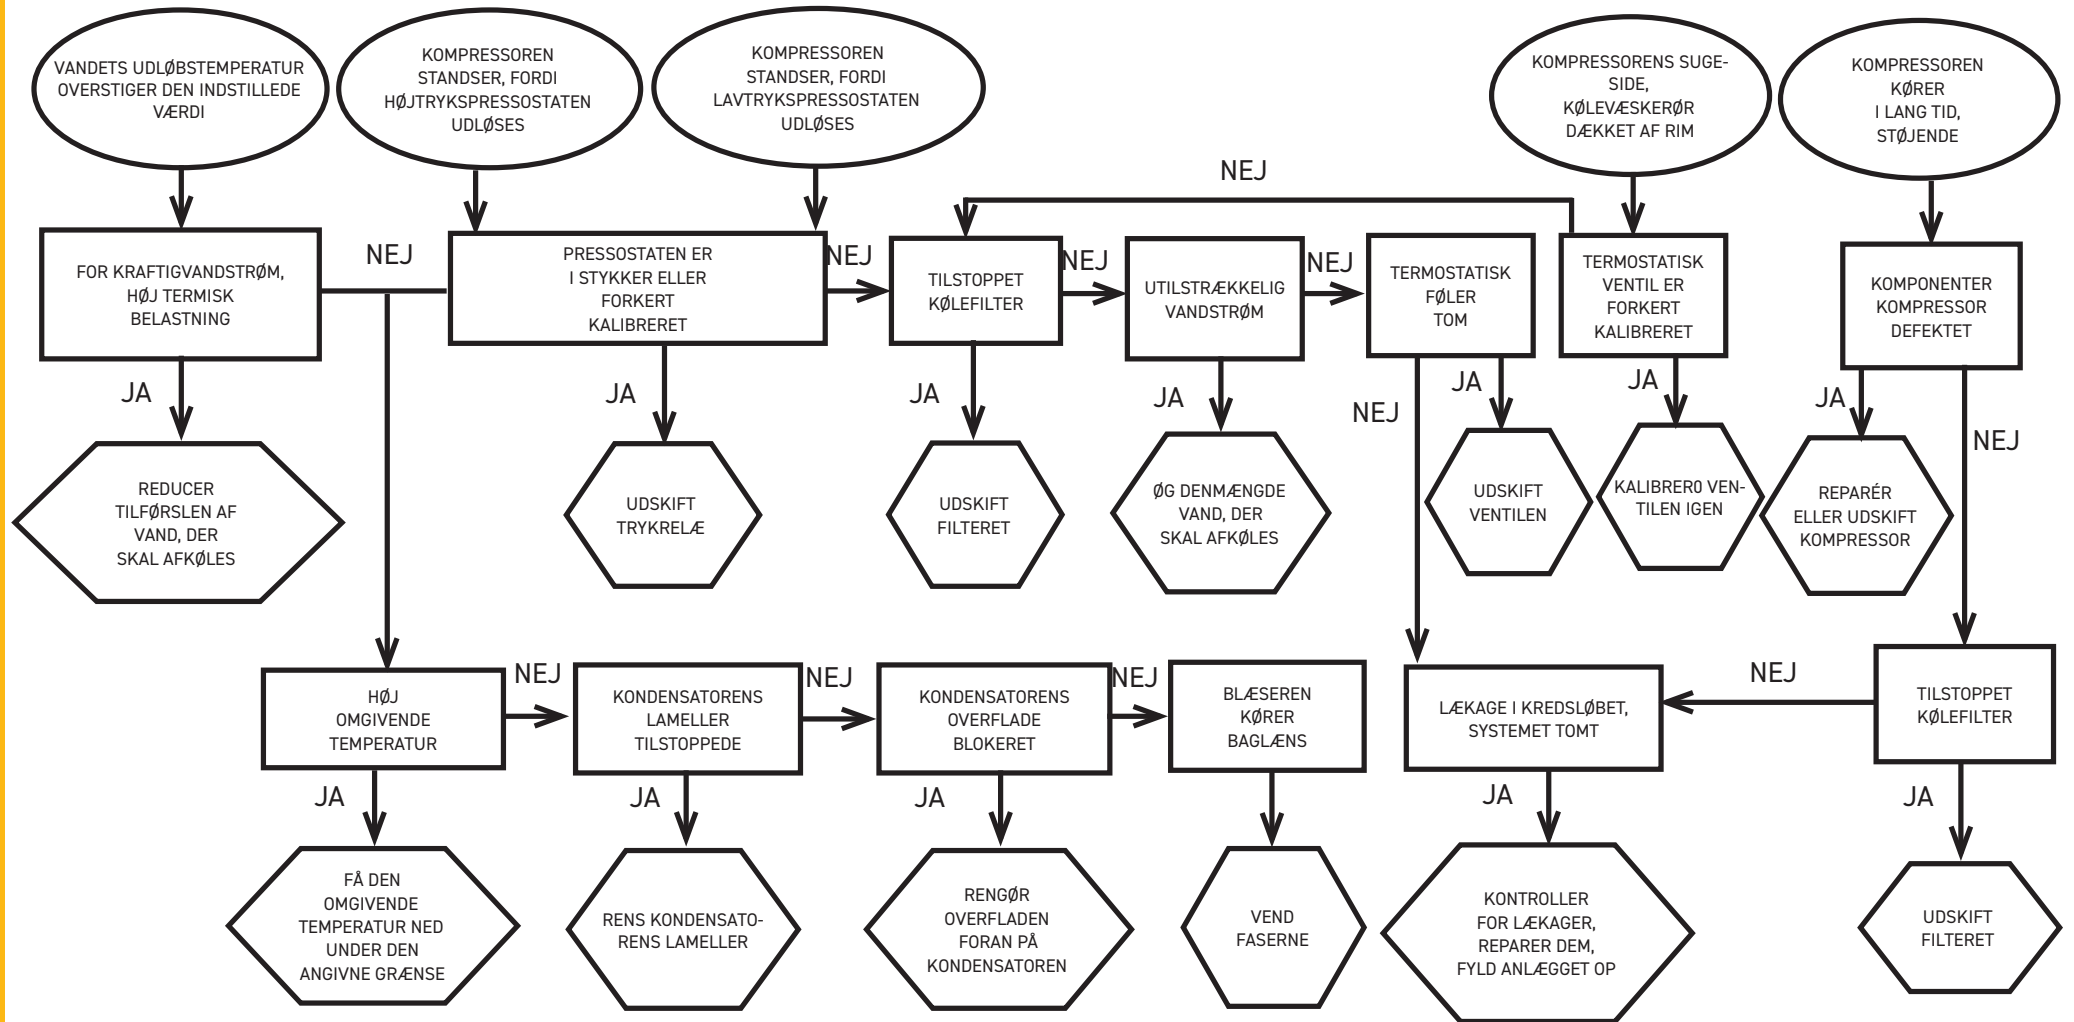 VANDETS UDLØBSTEMPERATUR
OVERSTIGER DEN INDSTILLEDE
VÆRDI
KOMPRESSOREN
STANDSER, FORDI
HØJTRYKSPRESSOSTATEN
UDLØSES
KOMPRESSOREN
STANDSER, FORDI
LAVTRYKSPRESSOSTATEN
UDLØSES
KOMPRESSORENS SUGE-
SIDE,
KØLEVÆSKERØR
DÆKKET AF RIM
KOMPRESSOREN
KØRER
I LANG TID,
STØJENDE
NEJ
FOR KRAFTIGVANDSTRØM,
HØJ TERMISK
BELASTNING
NEJ
PRESSOSTATEN ER
I STYKKER ELLER
FORKERT
KALIBRERET
NEJ
TILSTOPPET
KØLEFILTER
NEJ
UTILSTRÆKKELIG
VANDSTRØM
NEJ
TERMOSTATISK
FØLER
TOM
TERMOSTATISK
VENTIL ER
FORKERT
KALIBRERET
KOMPONENTER
KOMPRESSOR
DEFEKTET
JA
JA
JA
JA
NEJ
JA
JA
JA
NEJ
REDUCER
TILFØRSLEN AF
VAND, DER
SKAL AFKØLES
UDSKIFT
TRYKRELÆ
UDSKIFT
FILTERET
ØG DENMÆNGDE
VAND, DER
SKAL AFKØLES
UDSKIFT
VENTILEN
KALIBRER0 VEN-
TILEN IGEN
REPARÉR
ELLER UDSKIFT
KOMPRESSOR
HØJ
OMGIVENDE
TEMPERATUR
NEJ
KONDENSATORENS
LAMELLER
TILSTOPPEDE
NEJ
KONDENSATORENS
OVERFLADE
BLOKERET
NEJ
BLÆSEREN
KØRER
BAGLÆNS
LÆKAGE I KREDSLØBET,
SYSTEMET TOMT
NEJ
TILSTOPPET
KØLEFILTER
JA
JA
JA
JA
JA
FÅ DEN
OMGIVENDE
TEMPERATUR NED
UNDER DEN
ANGIVNE GRÆNSE
RENS KONDENSATO-
RENS LAMELLER
RENGØR
OVERFLADEN
FORAN PÅ
KONDENSATOREN
VEND
FASERNE
KONTROLLER
FOR LÆKAGER,
REPARER DEM,
FYLD ANLÆGGET OP
UDSKIFT
FILTERET